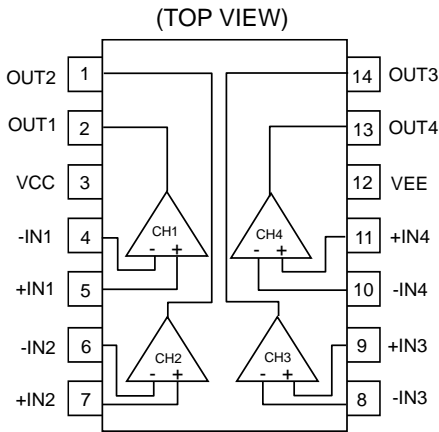 (TOP VIEW)
OUT2 1 14 OUT3
OUT1 2 13 OUT4
VCC 3 12 VEE
CH1 CH4
-IN1 4 - + - + 11 +IN4
+IN1 5 10 -IN4
-IN2 6 9 +IN3
CH2 CH3
- + - +
+IN2 7 8 -IN3